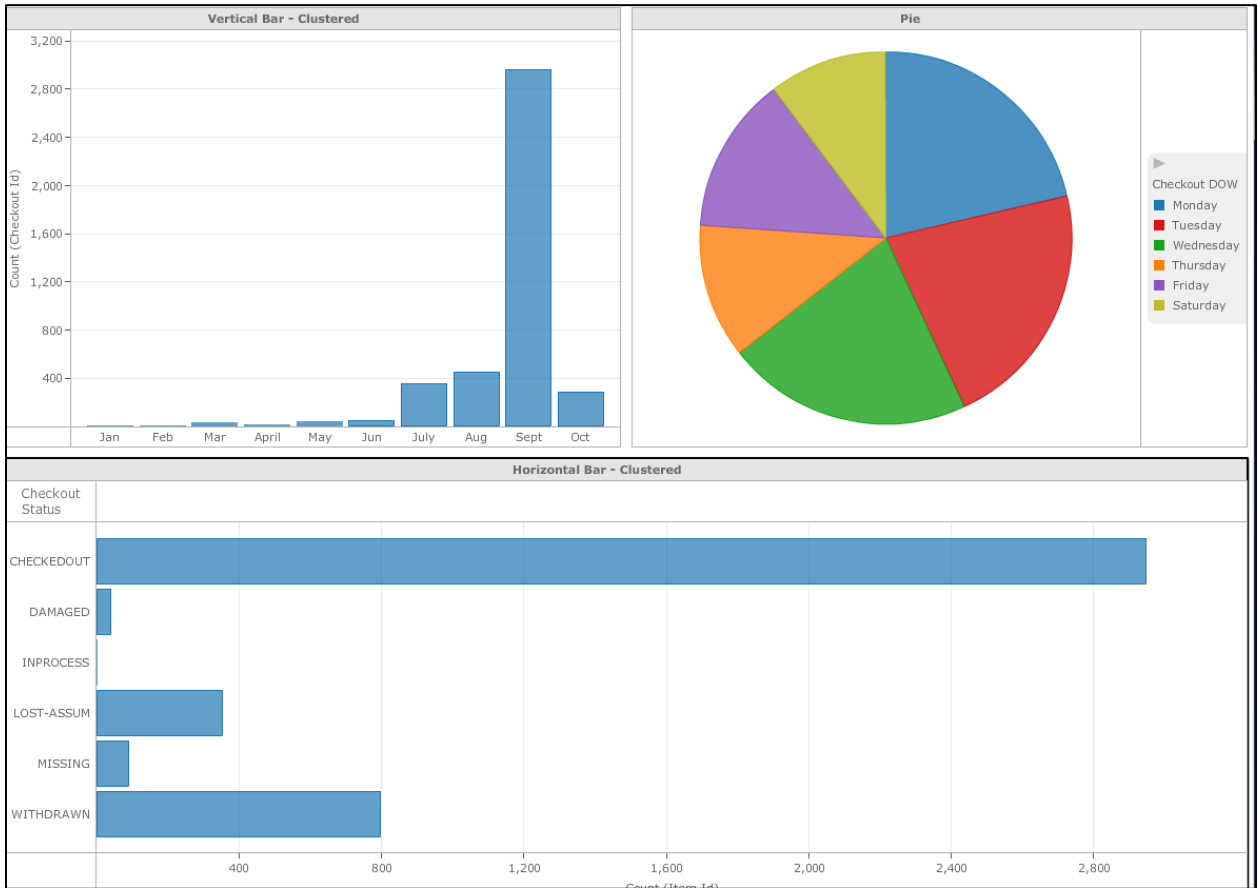 Vertical Bar - Clustered
3,200
2,800
2,400
2,000
1,600
1,200
800
400
Count (Checkout Id)
Jan Feb Mar April May Jun July Aug Sept Oct
Pie
Checkout DOW
Monday
Tuesday
Wednesday
Thursday
Friday
Saturday
Horizontal Bar - Clustered
Checkout
Status
CHECKEDOUT
DAMAGED
INPROCESS
LOST-ASSUM
MISSING
WITHDRAWN
400 800 1,200 1,600 2,000 2,400 2,800
Count (Item Id)